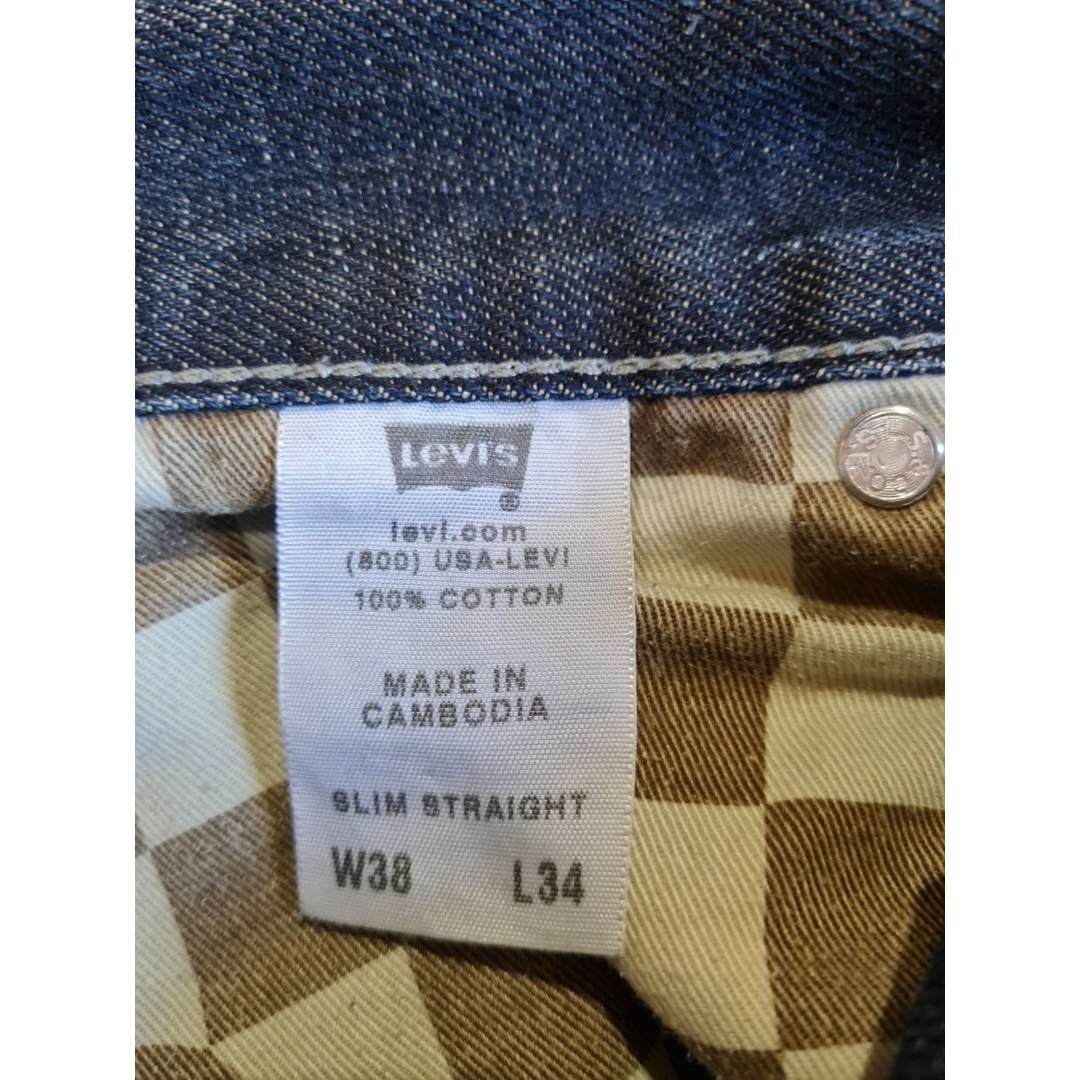 Levi's
®
levi.com
(800) USA-LEVI
100% COTTON
MADE IN
CAMBODIA
SLIM STRAIGHT
W38 L34